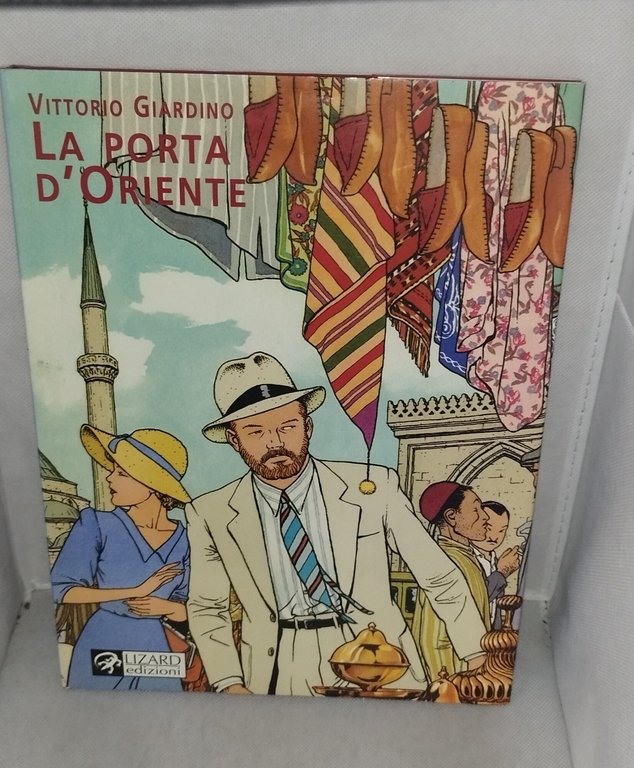 VITTORIO GIARDINO
LA PORTA
D'ORIENTE
LIZARD
edizioni